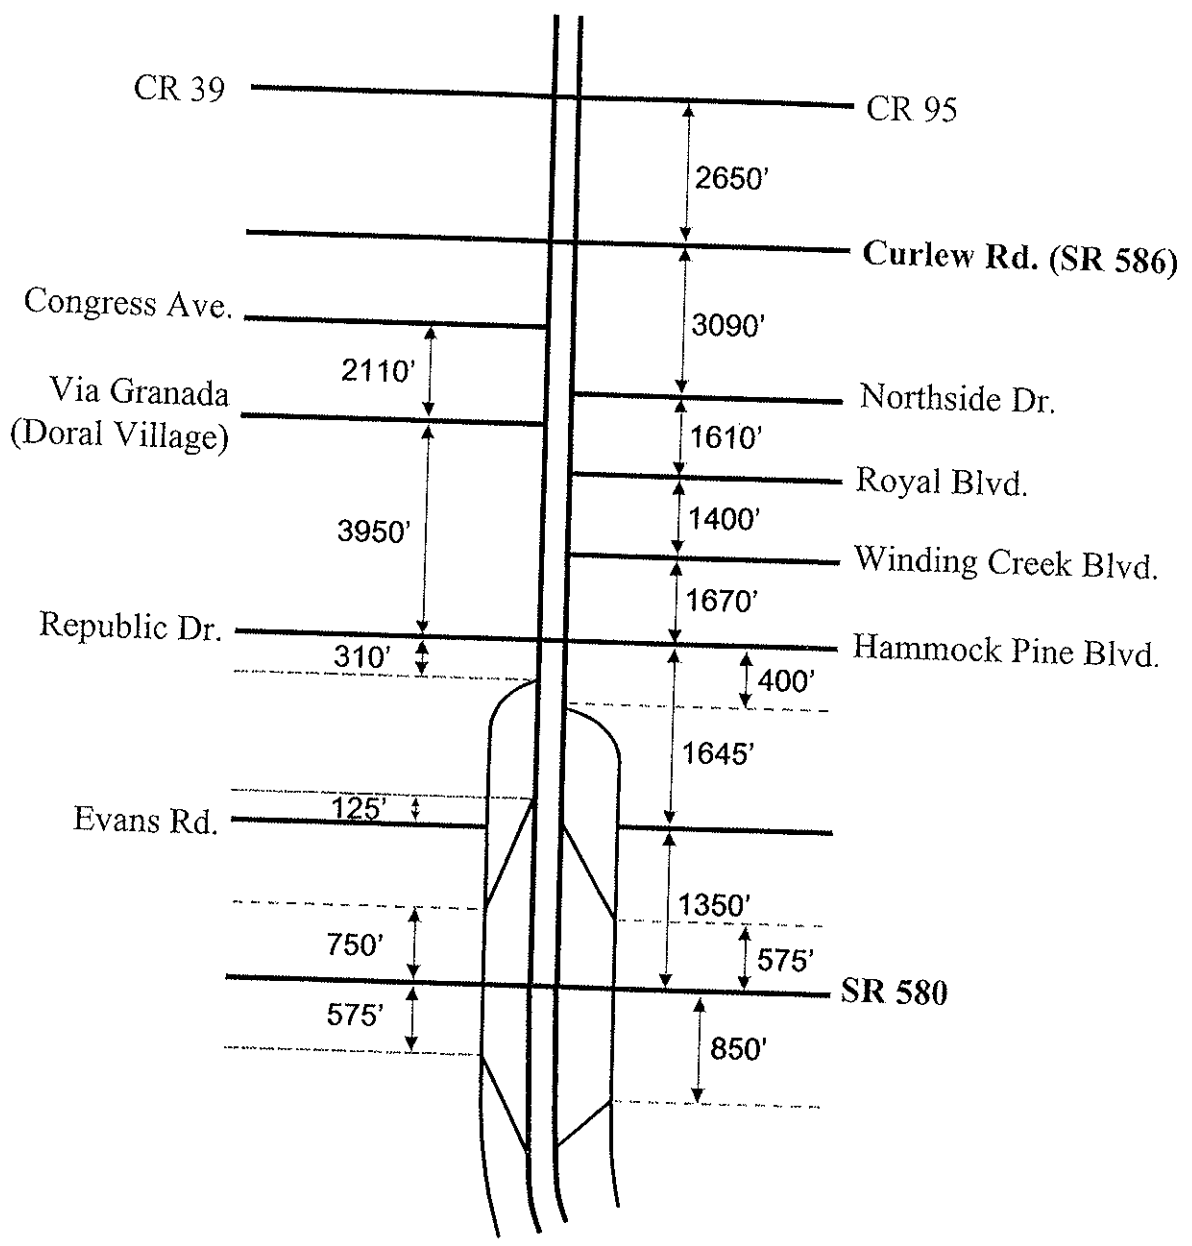 CR 39
CR 95
2650’
Curlew Rd. (SR 586)
Congress Ave.
3090’
2110’
Via Granada
(Doral Village)
Northside Dr.
1610’
Royal Blvd.
3950’
1400’
Winding Creek Blvd.
1670’
Republic Dr.
Hammock Pine Blvd.
310’
400’
1645’
125’
Evans Rd.
1350’
750’
575’
SR 580
575’
850’